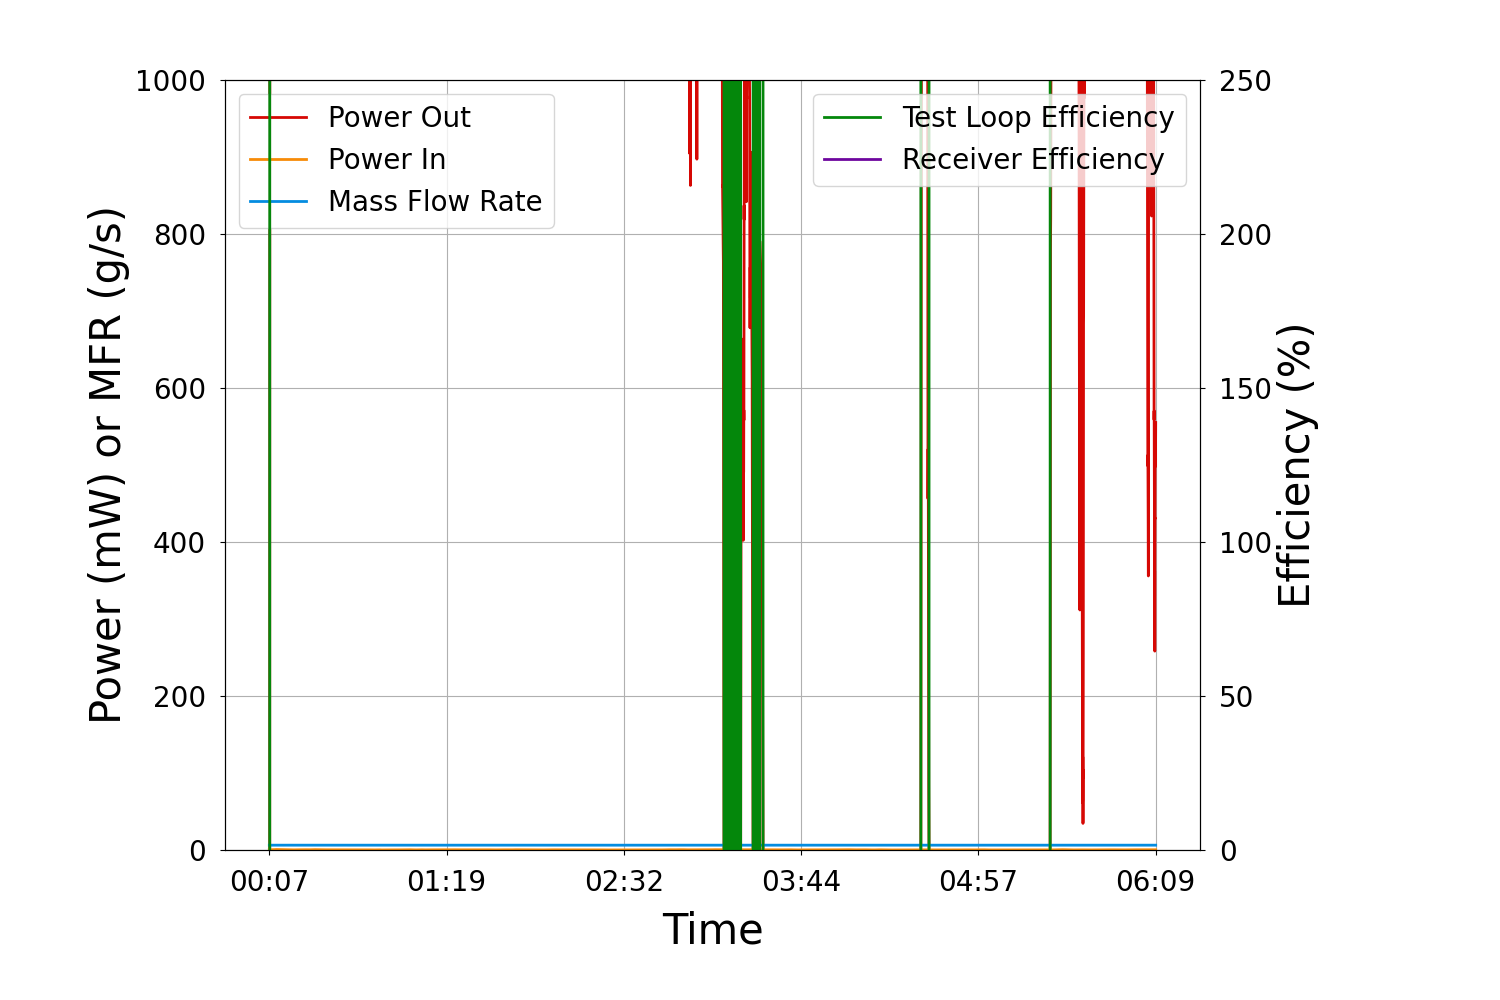 1000
800
600
400
200
0
Power (mW) or MFR (g/s)
Power Out
Power In
Mass Flow Rate
Test Loop Efficiency
Receiver Efficiency
250
200
150
100
50
0
Efficiency (%)
00:07 01:19 02:32 03:44 04:57 06:09
Time